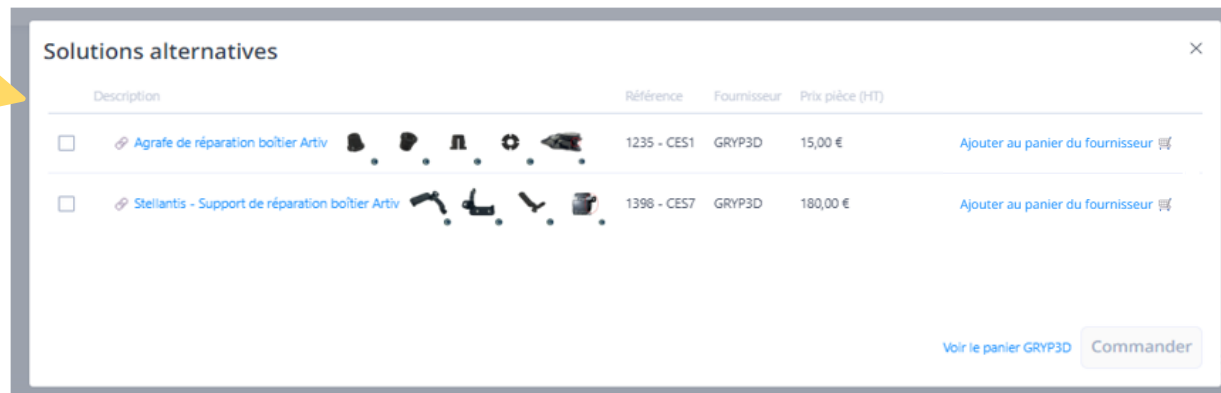 Solutions alternatives
Description Référence Fournisseur Prix pièce (HT)
Agrafe de réparation boîtier Artiv 1235 - CES1 GRYP3D 15,00 € Ajouter au panier du fournisseur
Stellantis - Support de réparation boîtier Artiv 1398 - CES7 GRYP3D 180,00 € Ajouter au panier du fournisseur
Voir le panier GRYP3D Commander